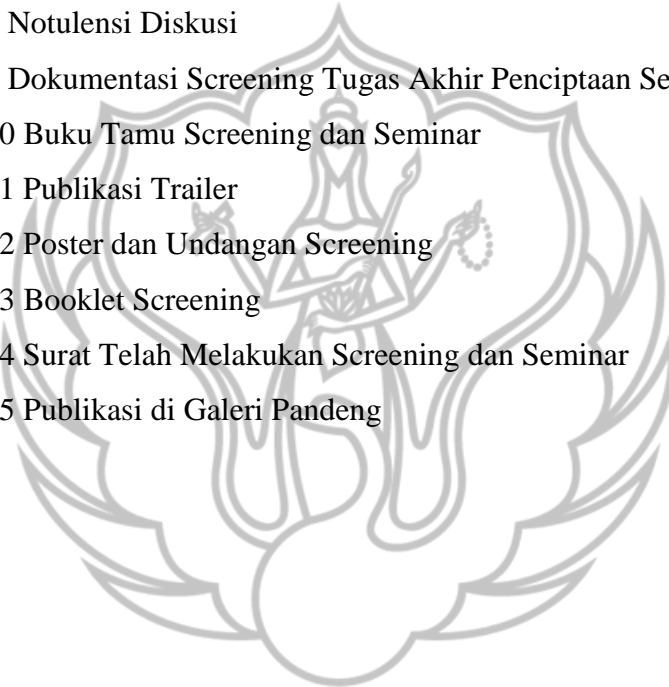 Notulensi Diskusi
Dokumentasi Screening Tugas Akhir Penciptaan Se
0 Buku Tamu Screening dan Seminar
1 Publikasi Trailer
2 Poster dan Undangan Screening
3 Booklet Screening
4 Surat Telah Melakukan Screening dan Seminar
5 Publikasi di Galeri Pandeng